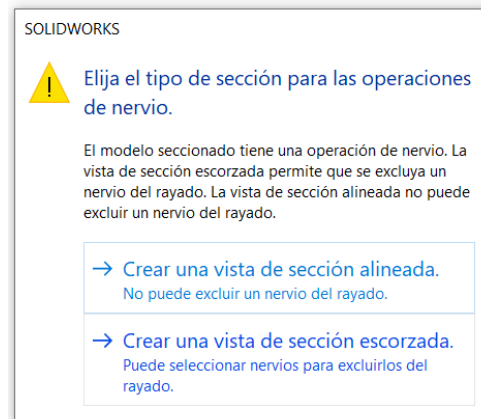 SOLIDWORKS
Elija el tipo de sección para las operaciones
de nervio.
El modelo seccionado tiene una operación de nervio. La
vista de sección escorzada permite que se excluya un
nervio del rayado. La vista de sección alineada no puede
excluir un nervio del rayado.
→ Crear una vista de sección alineada.
No puede excluir un nervio del rayado.
→ Crear una vista de sección escorzada.
Puede seleccionar nervios para excluirlos del
rayado.